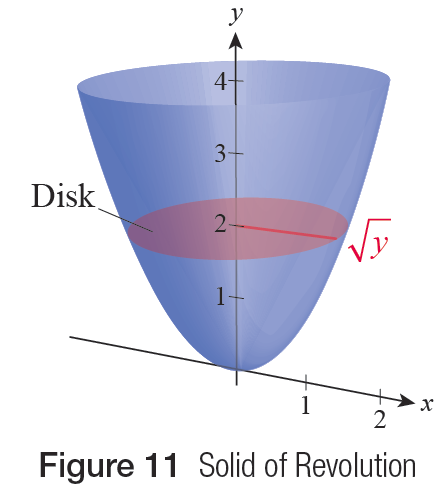 y
4
3
Disk
2
√y
1
1
2
x
Figure 11 Solid of Revolution